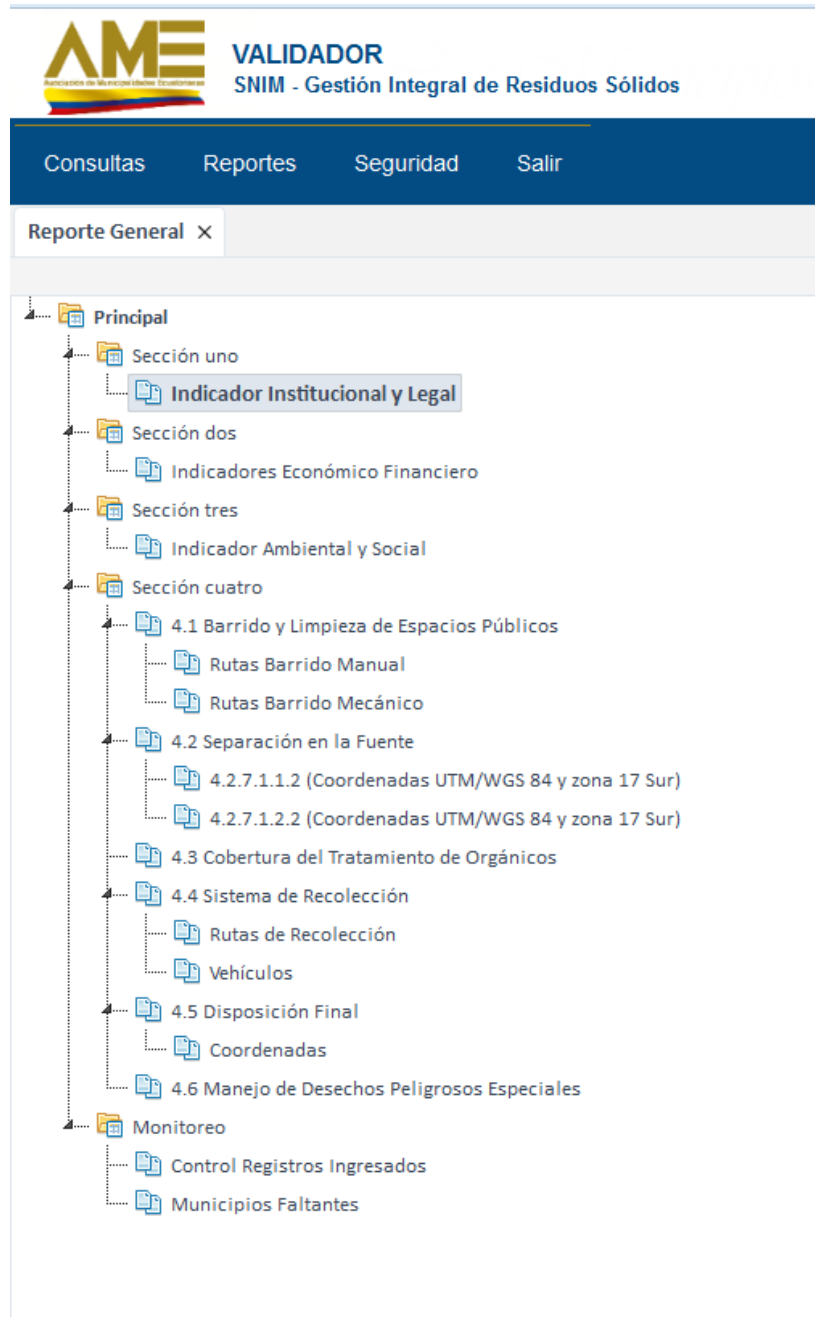 AME
Asociación de Municipalidades Ecuatorianas
VALIDADOR
SNIM - Gestión Integral de Residuos Sólidos
Consultas Reportes Seguridad Salir
Reporte General ×
Principal
Sección uno
Indicador Institucional y Legal
Sección dos
Indicadores Económico Financiero
Sección tres
Indicador Ambiental y Social
Sección cuatro
4.1 Barrido y Limpieza de Espacios Públicos
Rutas Barrido Manual
Rutas Barrido Mecánico
4.2 Separación en la Fuente
4.2.7.1.1.2 (Coordenadas UTM/WGS 84 y zona 17 Sur)
4.2.7.1.2.2 (Coordenadas UTM/WGS 84 y zona 17 Sur)
4.3 Cobertura del Tratamiento de Orgánicos
4.4 Sistema de Recolección
Rutas de Recolección
Vehículos
4.5 Disposición Final
Coordenadas
4.6 Manejo de Desechos Peligrosos Especiales
Monitoreo
Control Registros Ingresados
Municipios Faltantes